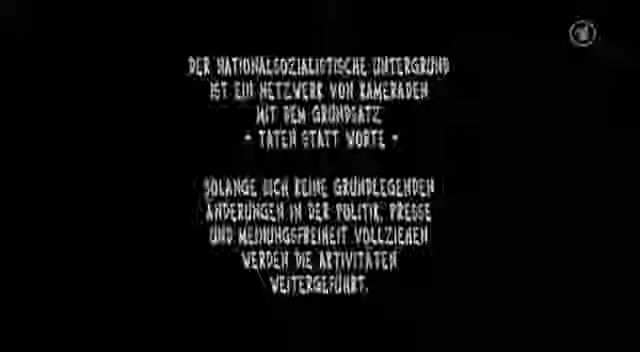 DER NATIONALSOZIALISTISCHE UNTERGRUND
IST EIN NETZWERK VON KAMERADEN
MIT DEM GRUNDSATZ
- TATEN STATT WORTE -
SOLANGE SICH KEINE GRUNDLEGENDEN
ÄNDERUNGEN IN DER POLITIK, PRESSE
UND MEINUNGSFREIHEIT VOLLZIEHEN
WERDEN DIE AKTIVITÄTEN
WEITERGEFÜHRT.